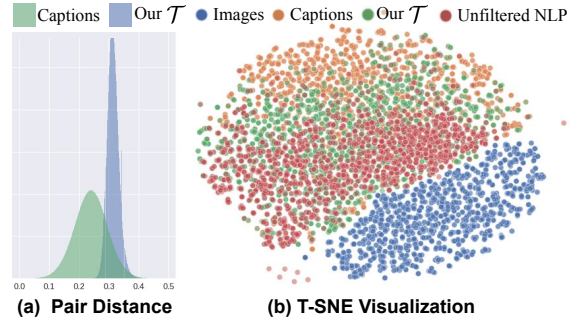 Captions Our 𝒯 Images Captions Our 𝒯 Unfiltered NLP
0.0 0.1 0.2 0.3 0.4 0.5
(a) Pair Distance (b) T-SNE Visualization